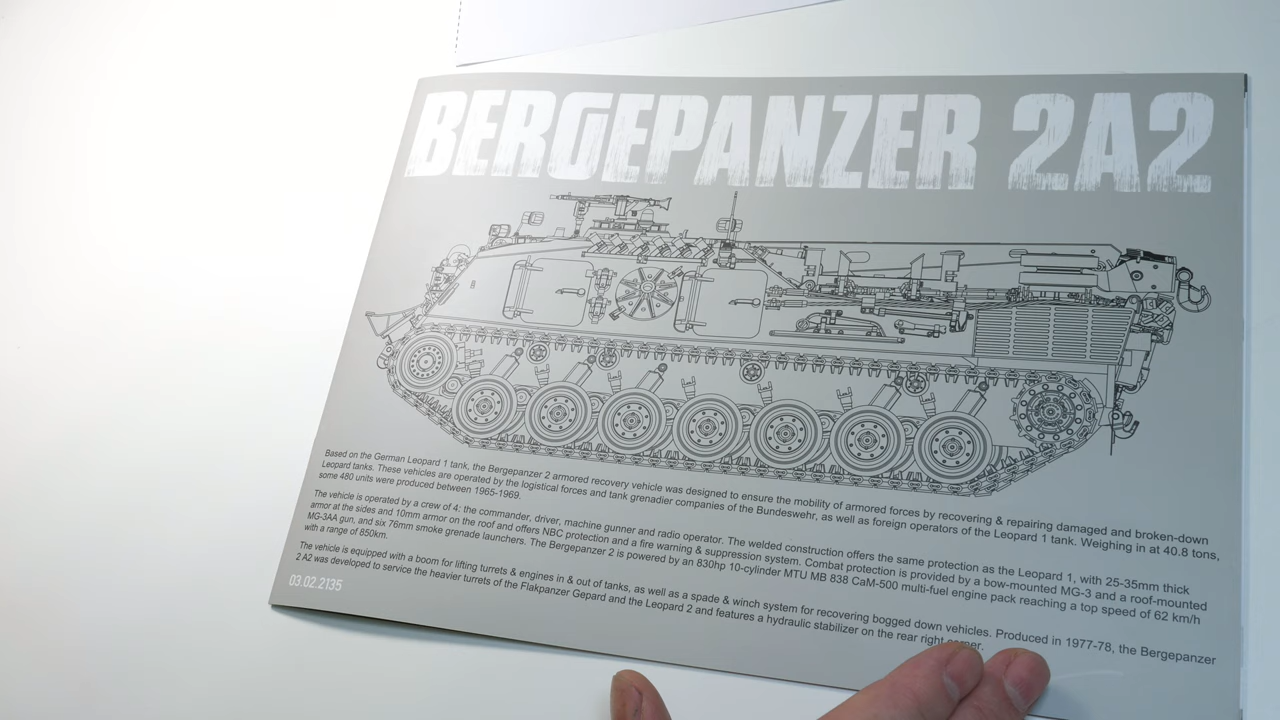 BERGEPANZER 2A2
Based on the German Leopard 1 tank, the Bergepanzer 2 armored recovery vehicle was designed to ensure the mobility of armored forces by recovering & repairing damaged and broken-down
Leopard tanks. These vehicles are operated by the logistical forces and tank grenadier companies of the Bundeswehr, as well as foreign operators of the Leopard 1 tank. Weighing in at 40.8 tons,
some 480 units were produced between 1965-1969.
The vehicle is operated by a crew of 4: the commander, driver, machine gunner and radio operator. The welded construction offers the same protection as the Leopard 1, with 25-35mm thick
armor at the sides and 10mm armor on the roof and offers NBC protection and a fire warning & suppression system. Combat protection is provided by a bow-mounted MG-3 and a roof-mounted
MG-3AA gun, and six 76mm smoke grenade launchers. The Bergepanzer 2 is powered by an 830hp 10-cylinder MTU MB 838 CaM-500 multi-fuel engine pack reaching a top speed of 62 km/h
with a range of 850km.
The vehicle is equipped with a boom for lifting turrets & engines in & out of tanks, as well as a spade & winch system for recovering bogged down vehicles. Produced in 1977-78, the Bergepanzer
2 A2 was developed to service the heavier turrets of the Flakpanzer Gepard and the Leopard 2 and features a hydraulic stabilizer on the rear right corner.
03.02.2135